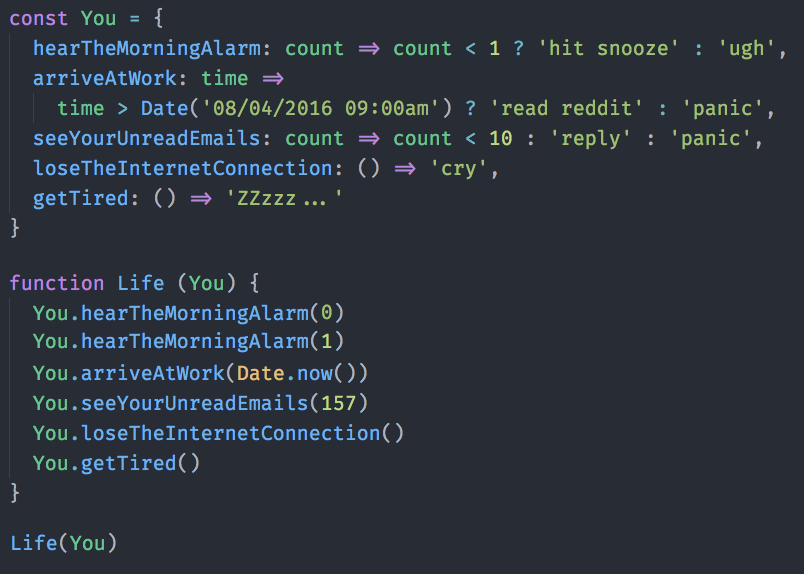 const You = {
  hearTheMorningAlarm: count => count < 1 ? 'hit snooze' : 'ugh',
  arriveAtWork: time =>
    time > Date('08/04/2016 09:00am') ? 'read reddit' : 'panic',
  seeYourUnreadEmails: count => count < 10 : 'reply' : 'panic',
  loseTheInternetConnection: () => 'cry',
  getTired: () => 'ZZzzz...'
}

function Life (You) {
  You.hearTheMorningAlarm(0)
  You.hearTheMorningAlarm(1)
  You.arriveAtWork(Date.now())
  You.seeYourUnreadEmails(157)
  You.loseTheInternetConnection()
  You.getTired()
}

Life(You)